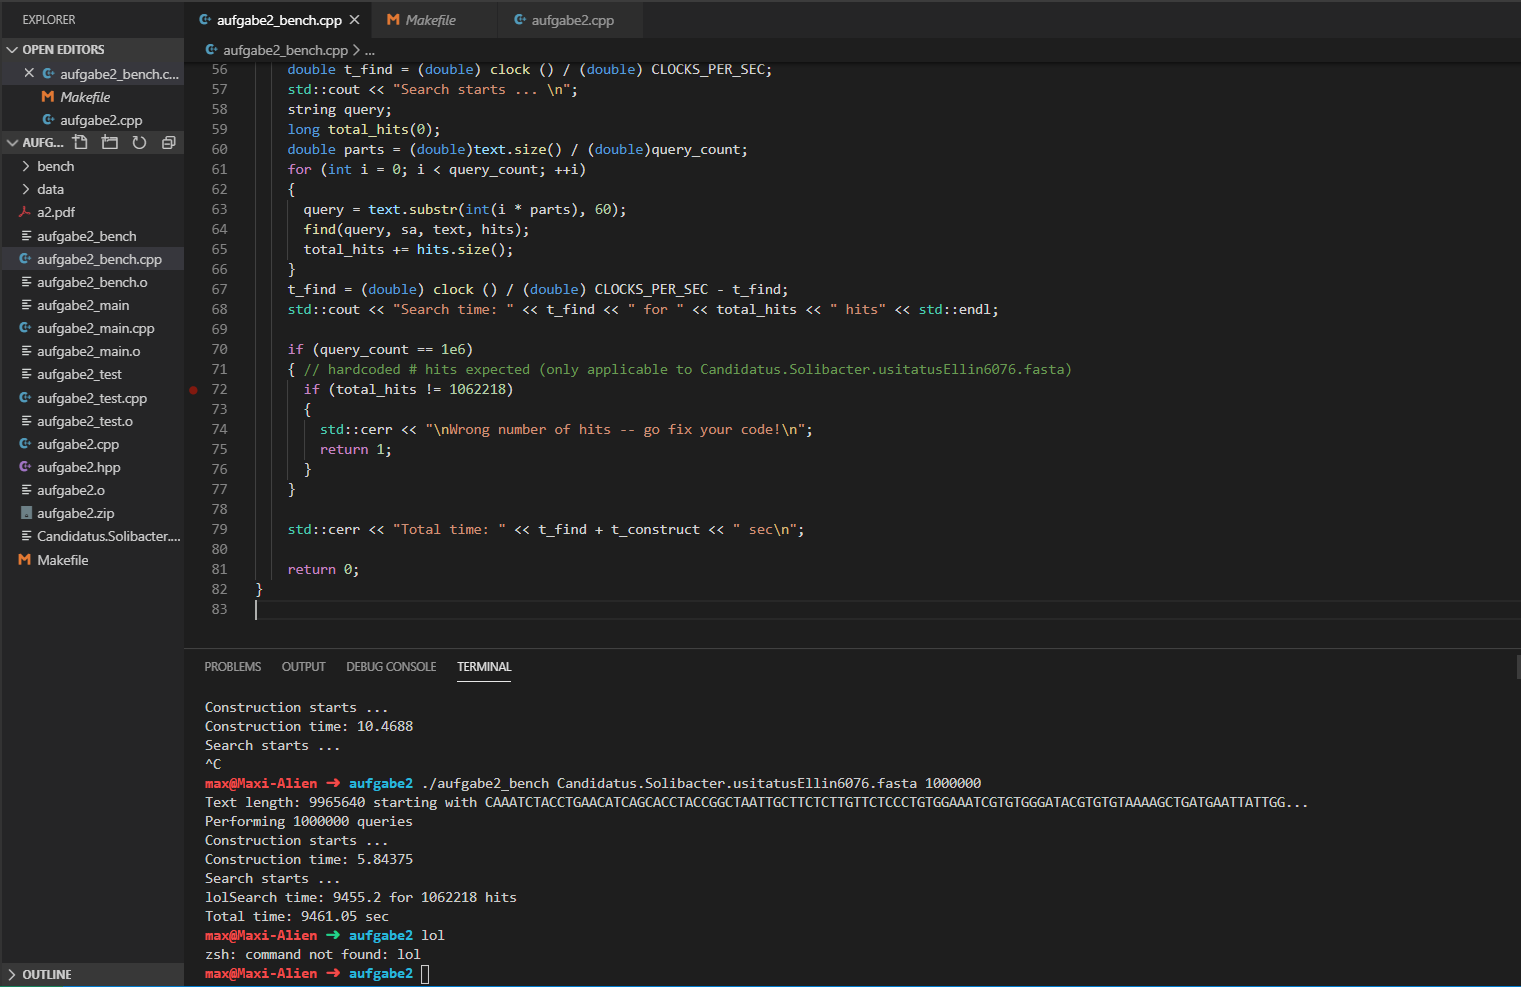 EXPLORER
OPEN EDITORS
aufgabe2_bench.c...
Makefile
aufgabe2.cpp
AUFG...
bench
data
a2.pdf
aufgabe2_bench
aufgabe2_bench.cpp
aufgabe2_bench.o
aufgabe2_main
aufgabe2_main.cpp
aufgabe2_main.o
aufgabe2_test
aufgabe2_test.cpp
aufgabe2_test.o
aufgabe2.cpp
aufgabe2.hpp
aufgabe2.o
aufgabe2.zip
Candidatus.Solibacter....
Makefile
OUTLINE
aufgabe2_bench.cpp Makefile aufgabe2.cpp
aufgabe2_bench.cpp > ...
56 double t_find = (double) clock () / (double) CLOCKS_PER_SEC;
57 std::cout << "Search starts ... \n";
58 string query;
59 long total_hits(0);
60 double parts = (double)text.size() / (double)query_count;
61 for (int i = 0; i < query_count; ++i)
62 {
63 query = text.substr(int(i * parts), 60);
64 find(query, sa, text, hits);
65 total_hits += hits.size();
66 }
67 t_find = (double) clock () / (double) CLOCKS_PER_SEC - t_find;
68 std::cout << "Search time: " << t_find << " for " << total_hits << " hits" << std::endl;
69
70 if (query_count == 1e6)
71 { // hardcoded # hits expected (only applicable to Candidatus.Solibacter.usitatusEllin6076.fasta)
72 if (total_hits != 1062218)
73 {
74 std::cerr << "\nWrong number of hits -- go fix your code!\n";
75 return 1;
76 }
77 }
78
79 std::cerr << "Total time: " << t_find + t_construct << " sec\n";
80
81 return 0;
82 }
83
PROBLEMS OUTPUT DEBUG CONSOLE TERMINAL
Construction starts ...
Construction time: 10.4688
Search starts ...
^C
max@Maxi-Alien → aufgabe2 ./aufgabe2_bench Candidatus.Solibacter.usitatusEllin6076.fasta 1000000
Text length: 9965640 starting with CAAATCTACCTGAACATCAGCACCTACCGGCTAATTGCTTCTCTTGTTCTCCCTGTGGAAATCGTGTGGGATACGTGTGTAAAAGCTGATGAATTATTGG...
Performing 1000000 queries
Construction starts ...
Construction time: 5.84375
Search starts ...
lolSearch time: 9455.2 for 1062218 hits
Total time: 9461.05 sec
max@Maxi-Alien → aufgabe2 lol
zsh: command not found: lol
max@Maxi-Alien → aufgabe2